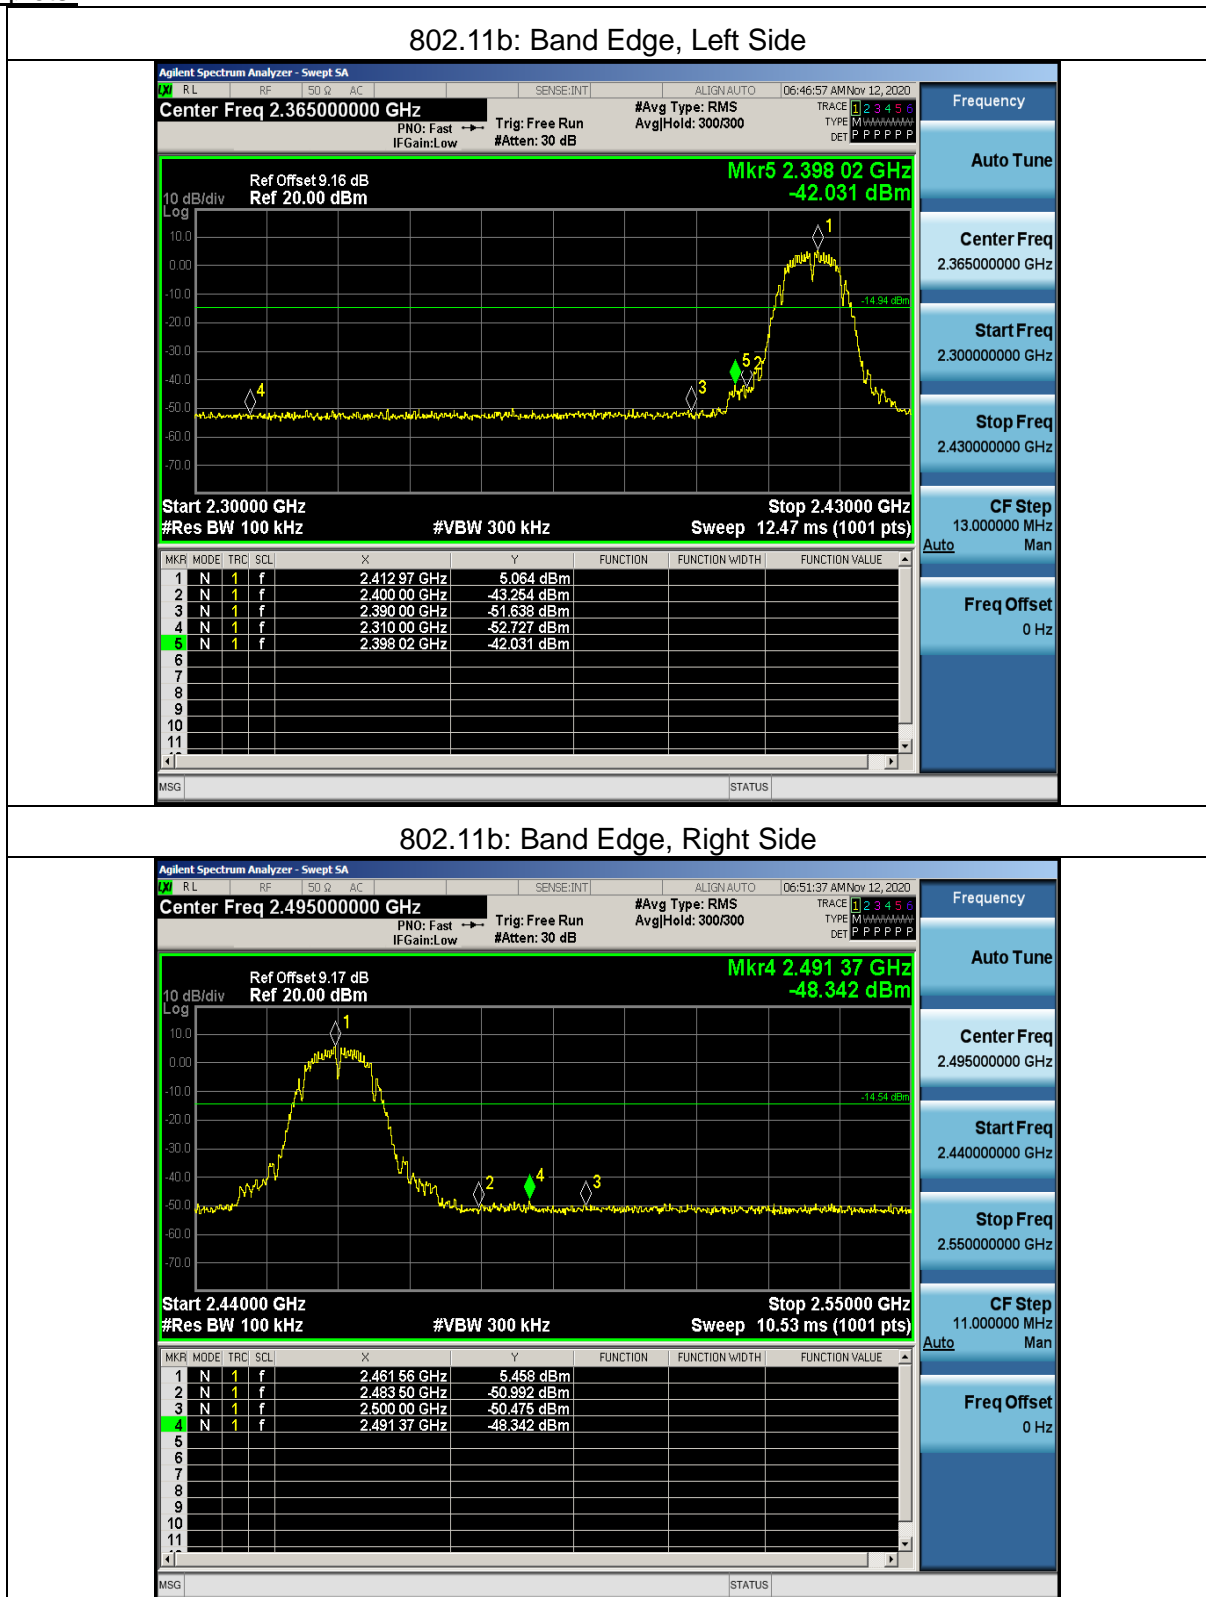 802.11b: Band Edge, Left Side
Agilent Spectrum Analyzer - Swept SA
LXI RL RF 50 Ω AC SENSE:INT ALIGN AUTO 06:46:57 AM Nov 12, 2020
Center Freq 2.365000000 GHz
PNO: Fast
IFGain:Low
Trig: Free Run
#Atten: 30 dB
#Avg Type: RMS
Avg|Hold: 300/300
TRACE 1 2 3 4 5 6
TYPE M
DET P P P P P P
Frequency
Auto Tune
Center Freq
2.365000000 GHz
Start Freq
2.300000000 GHz
Stop Freq
2.430000000 GHz
CF Step
13.000000 MHz
Auto Man
Freq Offset
0 Hz
Mkr5 2.398 02 GHz
-42.031 dBm
Ref Offset 9.16 dB
10 dB/div Ref 20.00 dBm
Log
10.0
0.00
-10.0
-20.0
-30.0
-40.0
-50.0
-60.0
-70.0
1
-14.94 dBm
5 2
3
4
Start 2.30000 GHz Stop 2.43000 GHz
#Res BW 100 kHz #VBW 300 kHz Sweep 12.47 ms (1001 pts)
MKR MODE TRC SCL X Y FUNCTION FUNCTION WIDTH FUNCTION VALUE
1 N 1 f 2.412 97 GHz 5.064 dBm
2 N 1 f 2.400 00 GHz -43.254 dBm
3 N 1 f 2.390 00 GHz -51.638 dBm
4 N 1 f 2.310 00 GHz -52.727 dBm
5 N 1 f 2.398 02 GHz -42.031 dBm
6
7
8
9
10
11
MSG STATUS
802.11b: Band Edge, Right Side
Agilent Spectrum Analyzer - Swept SA
LXI RL RF 50 Ω AC SENSE:INT ALIGN AUTO 06:51:37 AM Nov 12, 2020
Center Freq 2.495000000 GHz
PNO: Fast
IFGain:Low
Trig: Free Run
#Atten: 30 dB
#Avg Type: RMS
Avg|Hold: 300/300
TRACE 1 2 3 4 5 6
TYPE M
DET P P P P P P
Frequency
Auto Tune
Center Freq
2.495000000 GHz
Start Freq
2.440000000 GHz
Stop Freq
2.550000000 GHz
CF Step
11.000000 MHz
Auto Man
Freq Offset
0 Hz
Mkr4 2.491 37 GHz
-48.342 dBm
Ref Offset 9.17 dB
10 dB/div Ref 20.00 dBm
Log
10.0
0.00
-10.0
-20.0
-30.0
-40.0
-50.0
-60.0
-70.0
1
-14.54 dBm
2
4
3
Start 2.44000 GHz Stop 2.55000 GHz
#Res BW 100 kHz #VBW 300 kHz Sweep 10.53 ms (1001 pts)
MKR MODE TRC SCL X Y FUNCTION FUNCTION WIDTH FUNCTION VALUE
1 N 1 f 2.461 56 GHz 5.458 dBm
2 N 1 f 2.483 50 GHz -50.992 dBm
3 N 1 f 2.500 00 GHz -50.475 dBm
4 N 1 f 2.491 37 GHz -48.342 dBm
5
6
7
8
9
10
11
MSG STATUS